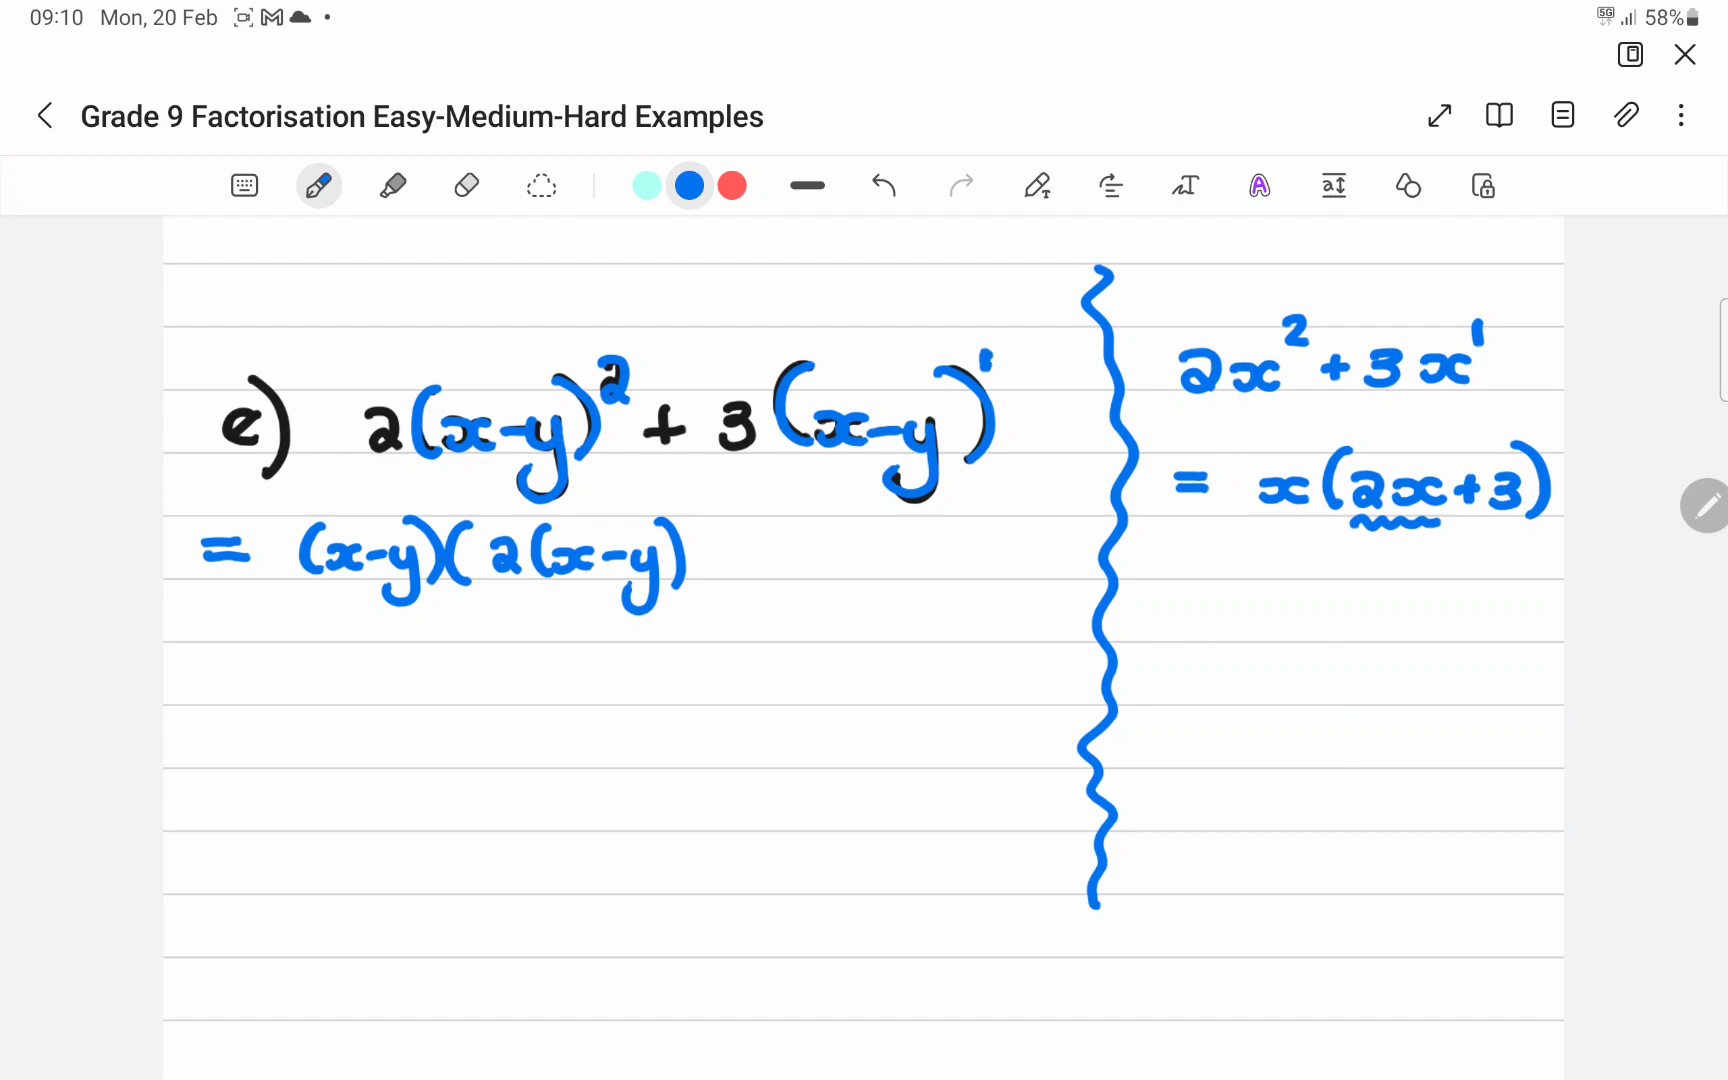 09:10 Mon, 20 Feb
5G 58%
Grade 9 Factorisation Easy-Medium-Hard Examples
e) 2(x-y)² + 3(x-y)¹
= (x-y)(2(x-y)
2x² + 3x¹
= x(2x+3)